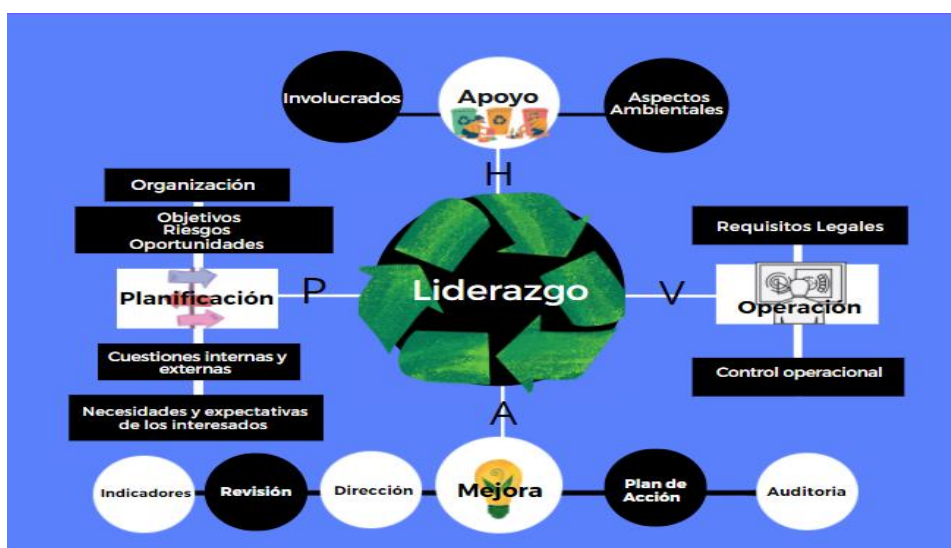 Involucrados
Apoyo
Aspectos
Ambientales
H
Organización
Objetivos
Riesgos
Oportunidades
Planificación
Cuestiones internas y
externas
Necesidades y expectativas
de los interesados
P
Liderazgo
V
Requisitos Legales
Operación
Control operacional
A
Indicadores
Revisión
Dirección
Mejora
Plan de
Acción
Auditoria